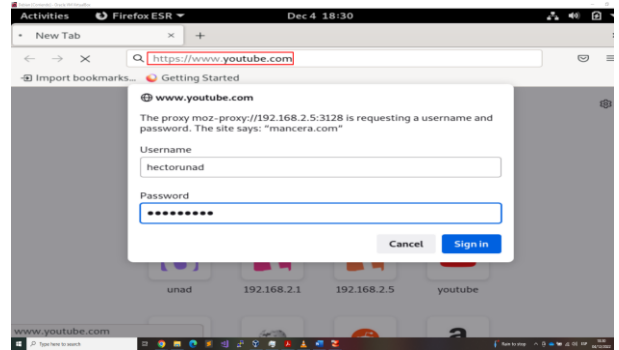 Activities Firefox ESR Dec 4 18:30
New Tab × +
https://www.youtube.com
Import bookmarks... Getting Started
www.youtube.com
The proxy moz-proxy://192.168.2.5:3128 is requesting a username and
password. The site says: "mancera.com"
Username
hectorunad
Password
•••••••••
Cancel Sign in
unad 192.168.2.1 192.168.2.5 youtube
www.youtube.com
Type here to search